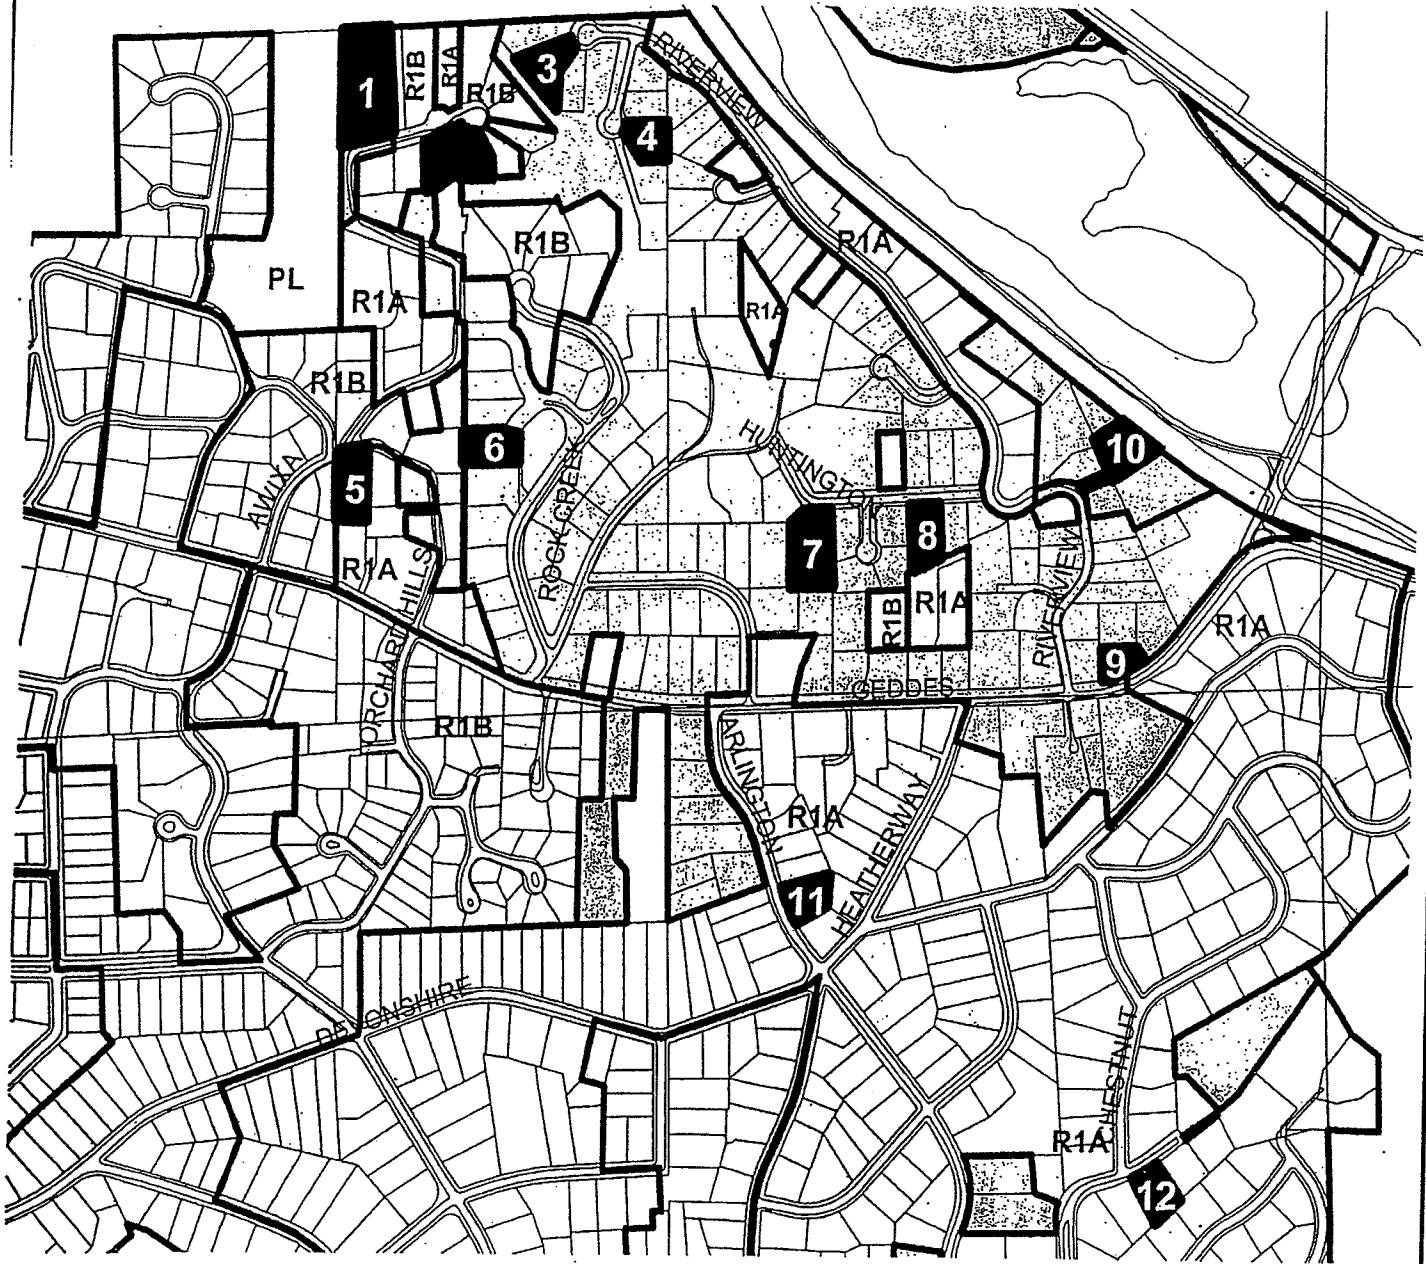 1
R1B
R1A
R1B
3
RIVERVIEW
4
R1A
R1B
PL
R1A
R1A
R1B
HUNTINGTO
10
6
AWIXA
5
ROCK CREEK
8
7
RIVERVIEW
R1A
R1A
R1B
R1A
ORCHARD HILLS
9
GEDDES
R1B
ARLINGTON
R1A
HEATHERWAY
11
DEVONSHIRE
CHESTNUT
R1A
12